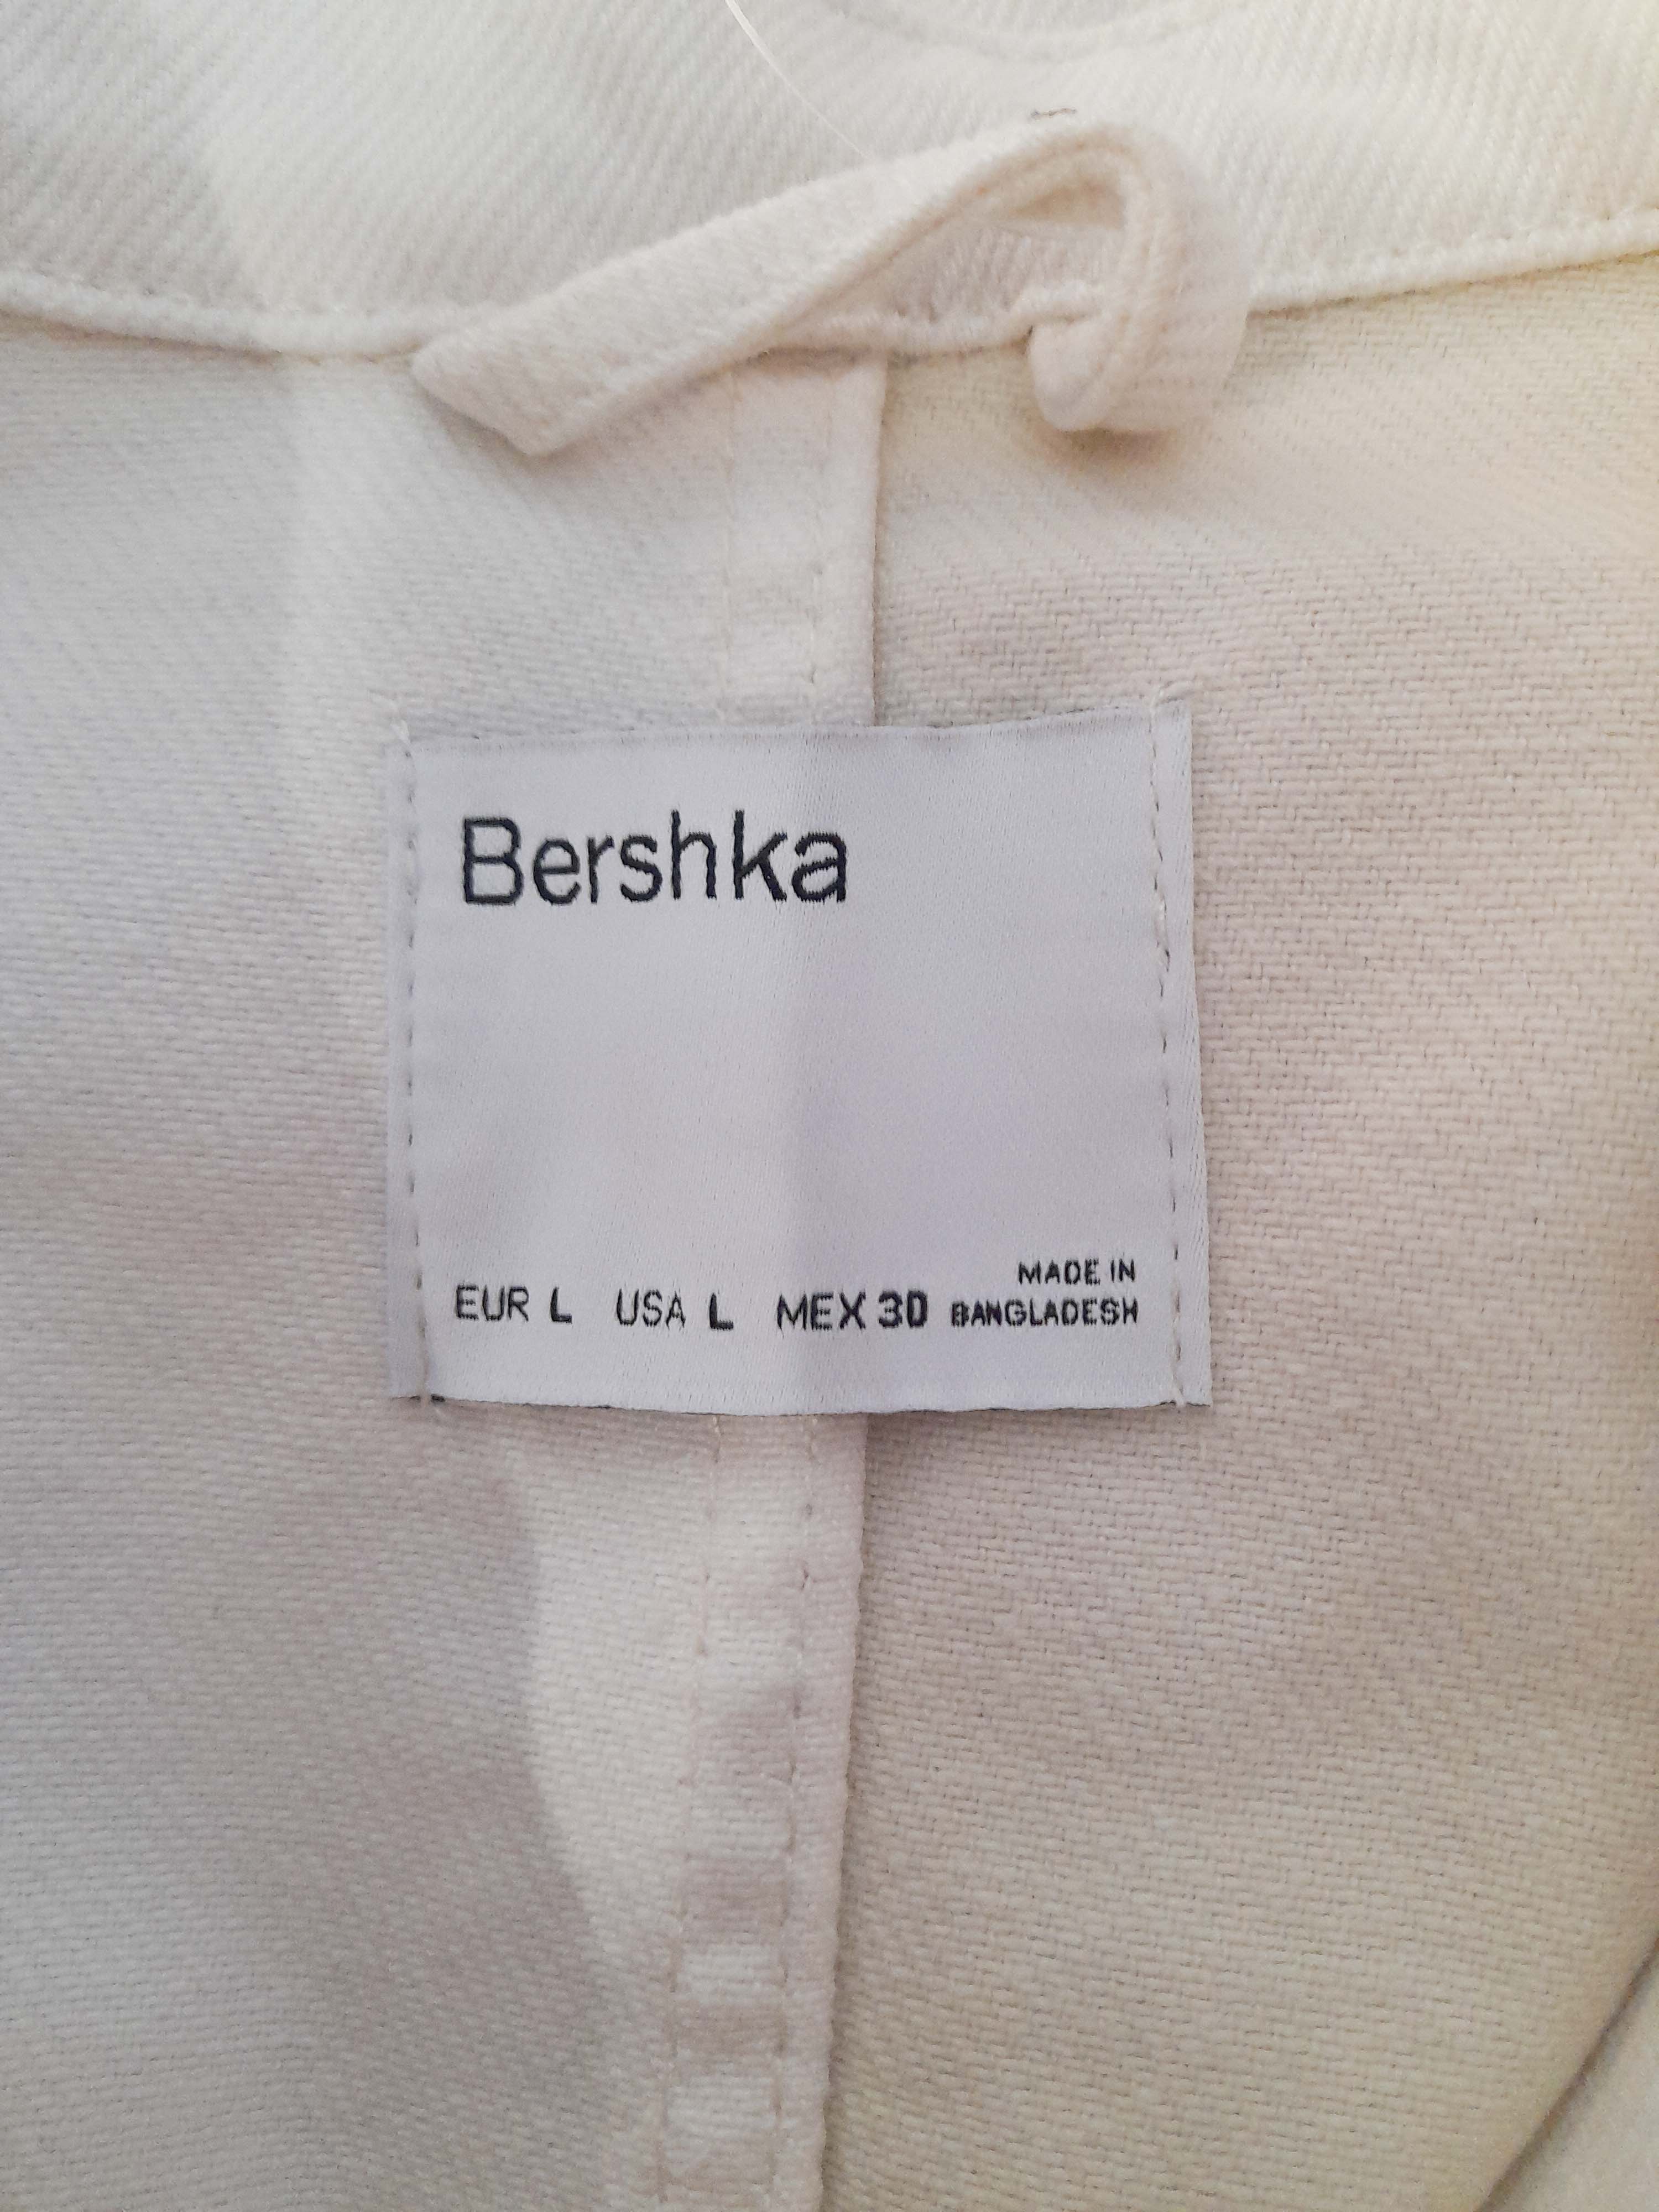 Bershka
MADE IN
EUR L USA L MEX 30 BANGLADESH